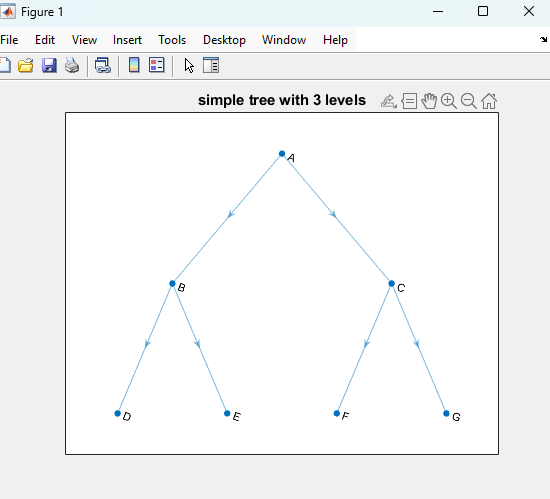 Figure 1
File Edit View Insert Tools Desktop Window Help
simple tree with 3 levels
A
B C
D E F G